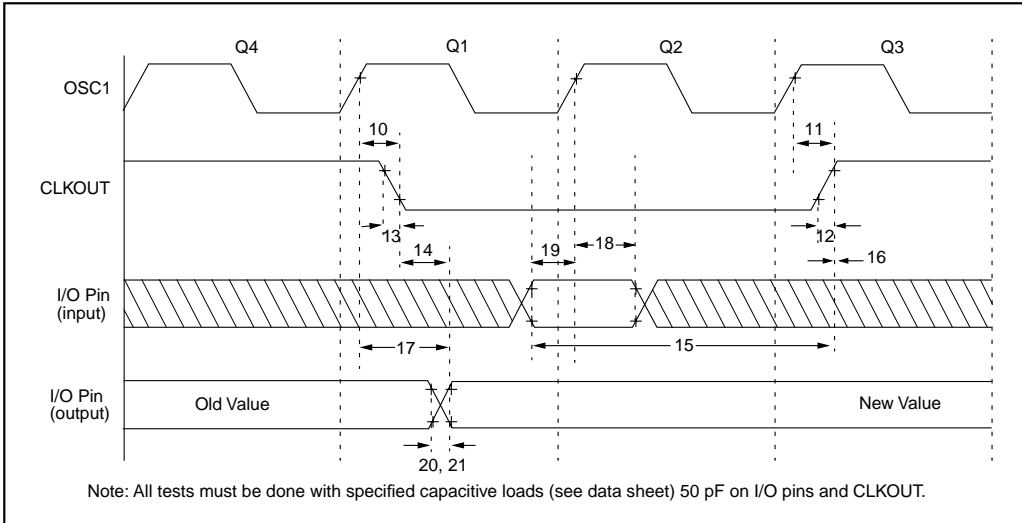 Q4 Q1 Q2 Q3
OSC1
10 11
CLKOUT
13 12
14 19 18 16
I/O Pin
(input)
17 15
I/O Pin
(output)
Old Value New Value
20, 21
Note: All tests must be done with specified capacitive loads (see data sheet) 50 pF on I/O pins and CLKOUT.